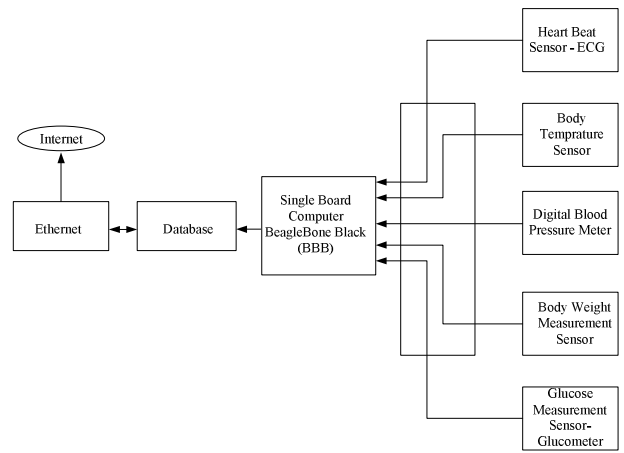 Internet
Ethernet
Database
Single Board
Computer
BeagleBone Black
(BBB)
Heart Beat
Sensor - ECG
Body
Temprature
Sensor
Digital Blood
Pressure Meter
Body Weight
Measurement
Sensor
Glucose
Measurement
Sensor-
Glucometer